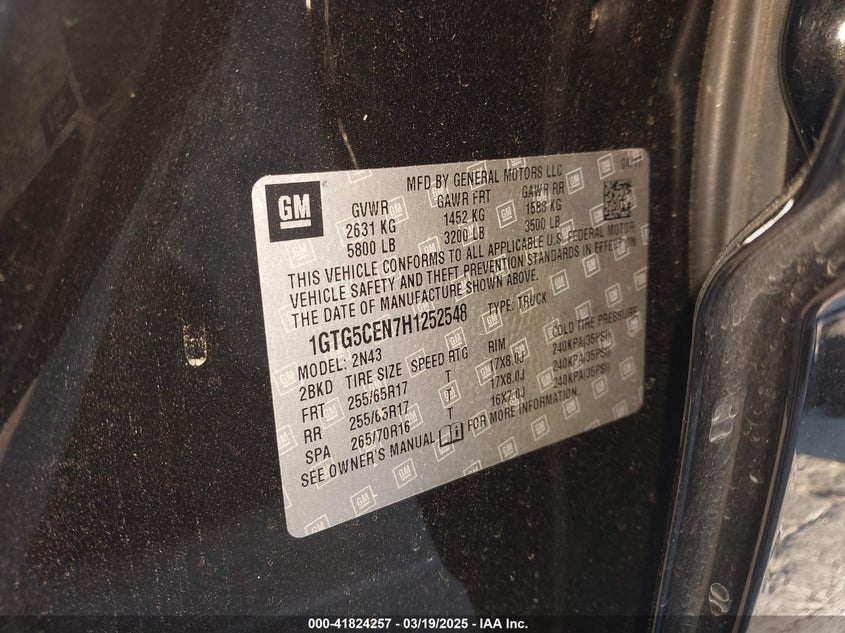 MFD BY GENERAL MOTORS LLC
GM
GVWR GAWR FRT GAWR RR
2631 KG 1452 KG 1588 KG
5800 LB 3200 LB 3500 LB
THIS VEHICLE CONFORMS TO ALL APPLICABLE U.S. FEDERAL MOTOR
VEHICLE SAFETY AND THEFT PREVENTION STANDARDS IN EFFECT ON
THE DATE OF MANUFACTURE SHOWN ABOVE.
1GTG5CEN7H1252548 TYPE: TRUCK
MODEL: 2N43
2BKD TIRE SIZE SPEED RTG RIM COLD TIRE PRESSURE
FRT 255/65R17 T 17X8.0J 240KPA(35PSI)
RR 255/65R17 T 17X8.0J 240KPA(35PSI)
SPA 265/70R16 T 16X7.0J 240KPA(35PSI)
SEE OWNER'S MANUAL FOR MORE INFORMATION.
000-41824257 - 03/19/2025 - IAA Inc.